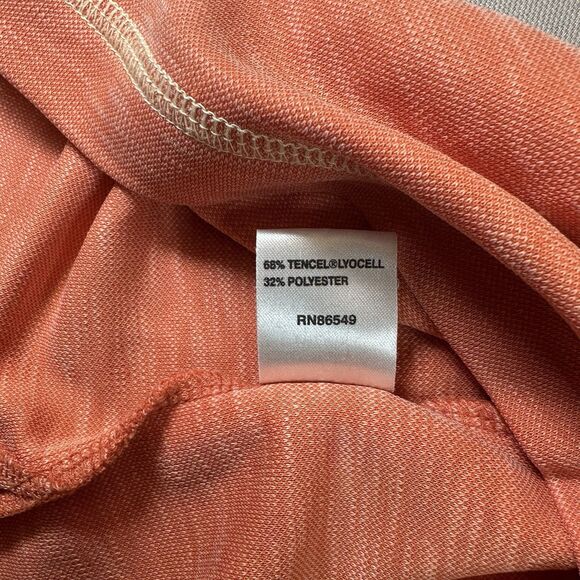 68% TENCEL®LYOCELL
32% POLYESTER
RN86549